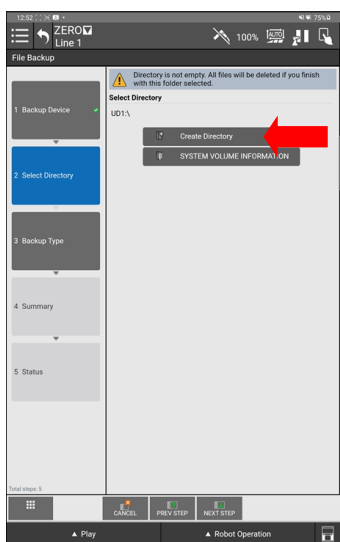 12:52
75%
ZERO
Line 1
100%
AUTO
File Backup
Directory is not empty. All files will be deleted if you finish
with this folder selected.
1 Backup Device
Select Directory
UD1:\
Create Directory
SYSTEM VOLUME INFORMATION
2 Select Directory
3 Backup Type
4 Summary
5 Status
Total steps: 5
CANCEL
PREV STEP
NEXT STEP
▲ Play
▲ Robot Operation